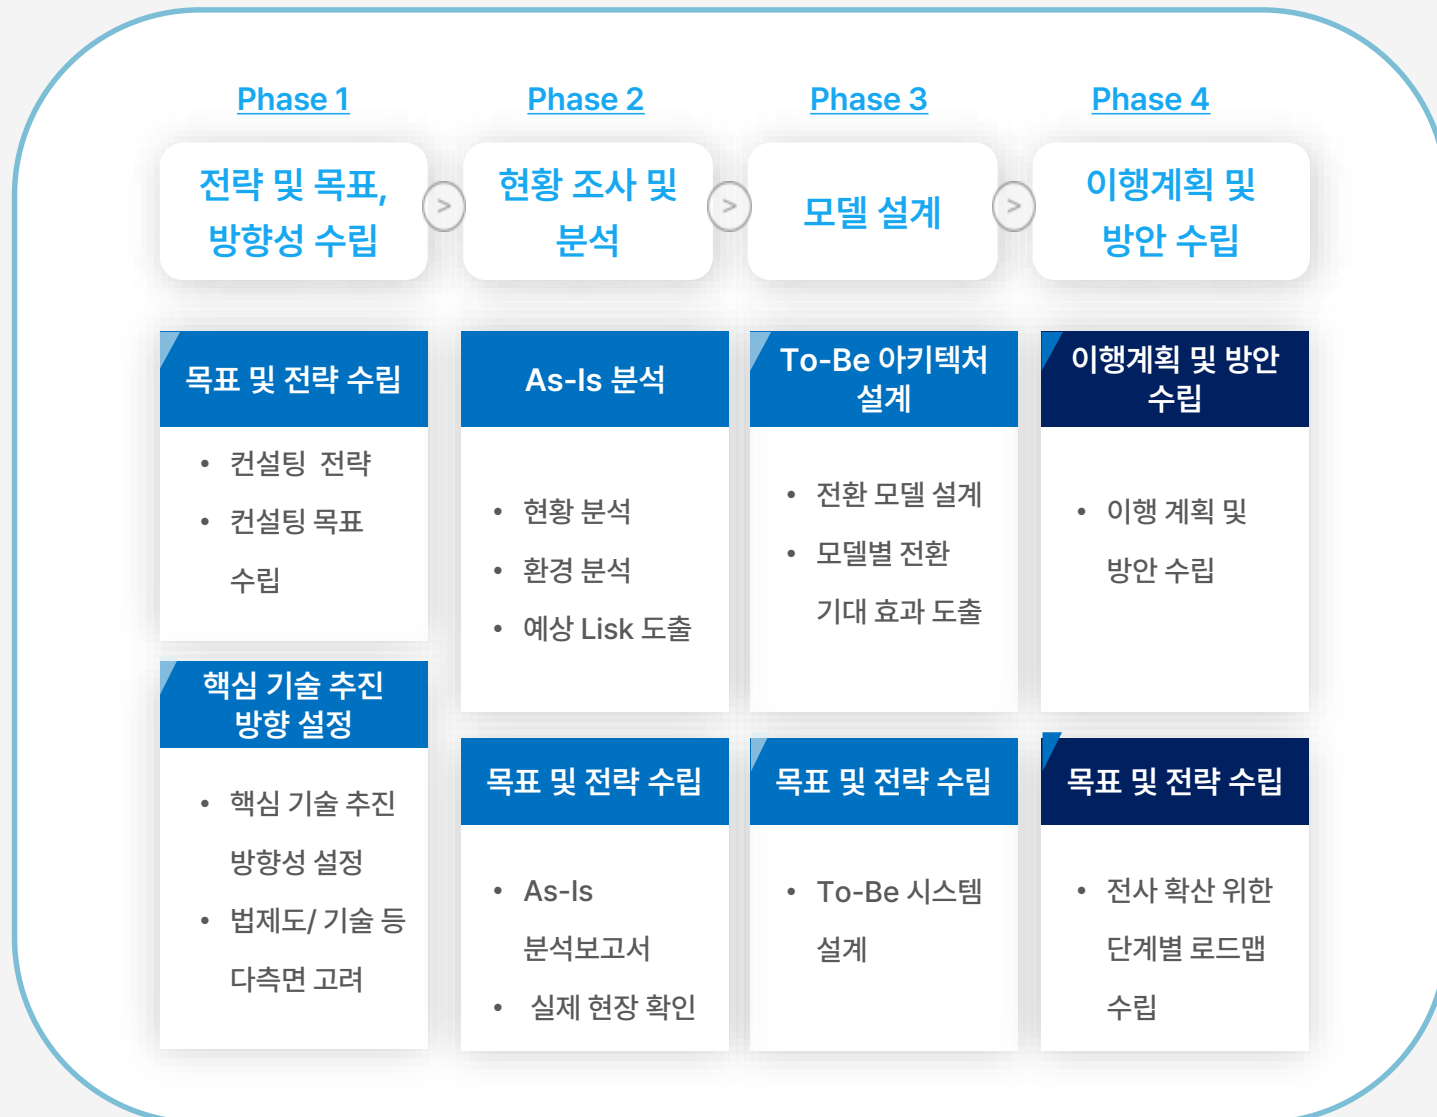 Phase 1
전략 및 목표,
방향성 수립
>
Phase 2
현황 조사 및
분석
>
Phase 3
모델 설계
>
Phase 4
이행계획 및
방안 수립
목표 및 전략 수립
• 컨설팅 전략
• 컨설팅 목표
수립
핵심 기술 추진
방향 설정
• 핵심 기술 추진
방향성 설정
• 법제도/ 기술 등
다측면 고려
As-Is 분석
• 현황 분석
• 환경 분석
• 예상 Lisk 도출
목표 및 전략 수립
• As-Is
분석보고서
• 실제 현장 확인
To-Be 아키텍처
설계
• 전환 모델 설계
• 모델별 전환
기대 효과 도출
목표 및 전략 수립
• To-Be 시스템
설계
이행계획 및 방안
수립
• 이행 계획 및
방안 수립
목표 및 전략 수립
• 전사 확산 위한
단계별 로드맵
수립